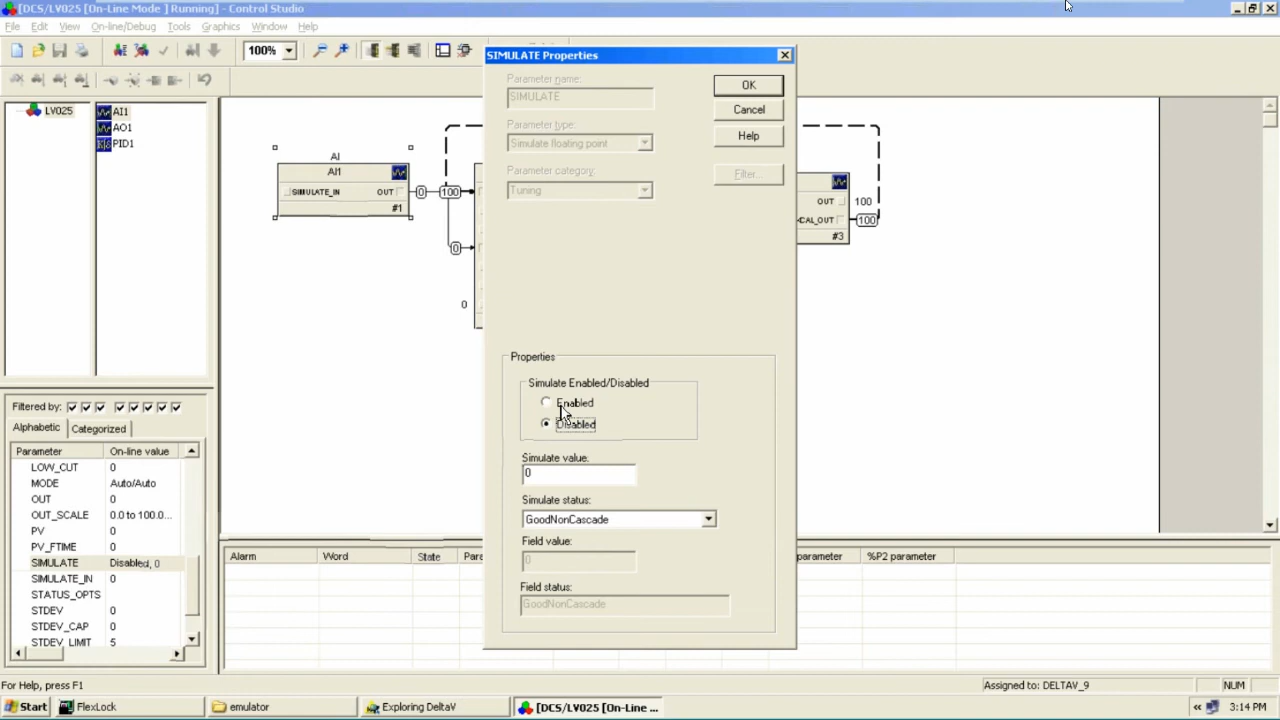 [DCS/LV025 [On-Line Mode ] Running] - Control Studio
File Edit View On-line/Debug Tools Graphics Window Help
100%
LV025
AI1
AO1
PID1
AI
AI1
SIMULATE_IN OUT
#1
0
100
0
0
OUT
100
CAL_OUT
100
#3
SIMULATE Properties
Parameter name:
SIMULATE
Parameter type:
Simulate floating point
Parameter category:
Tuning
OK
Cancel
Help
Filter...
Properties
Simulate Enabled/Disabled
Enabled
Disabled
Simulate value:
0
Simulate status:
GoodNonCascade
Field value:
0
Field status:
GoodNonCascade
Filtered by:
Alphabetic Categorized
Parameter On-line value
LOW_CUT 0
MODE Auto/Auto
OUT 0
OUT_SCALE 0.0 to 100.0...
PV 0
PV_FTIME 0
SIMULATE Disabled, 0
SIMULATE_IN 0
STATUS_OPTS
STDEV 0
STDEV_CAP 0
STDEV_LIMIT 5
Alarm Word State Para parameter %P2 parameter
For Help, press F1
Assigned to: DELTAV_9 NUM
Start FlexLock emulator Exploring DeltaV [DCS/LV025 [On-Line ... « 3:14 PM